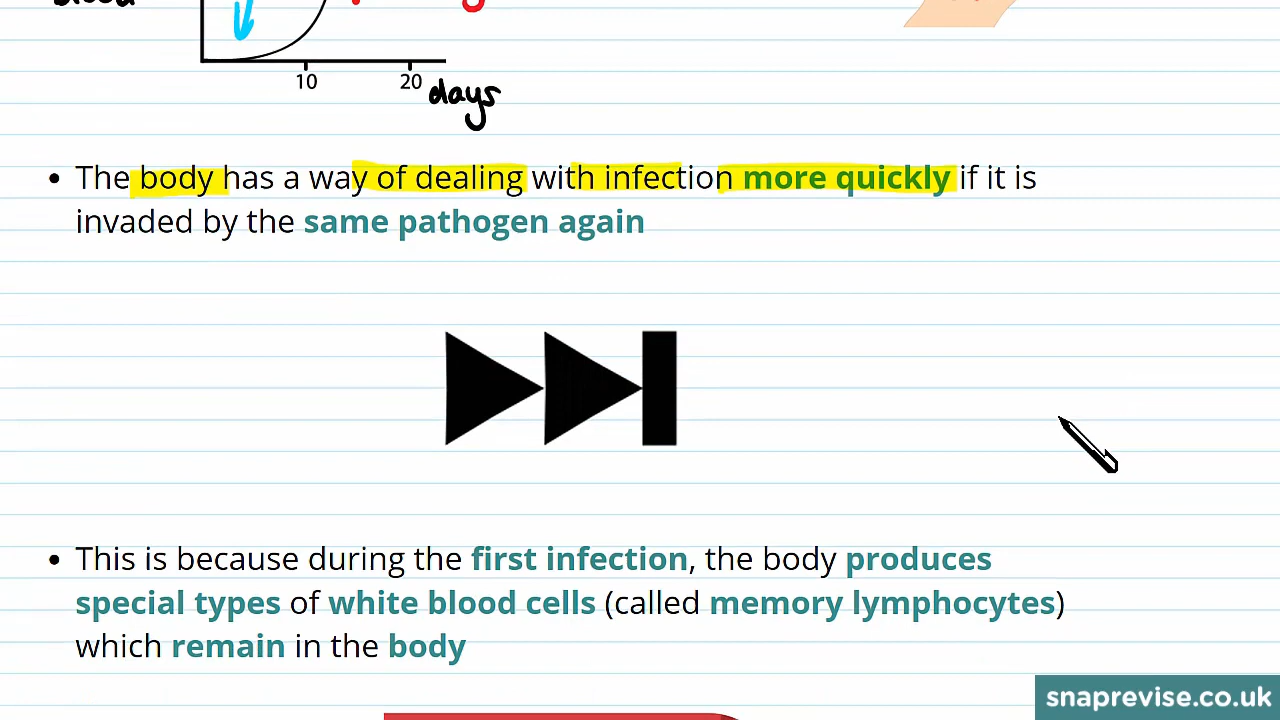 10
20
days
The body has a way of dealing with infection more quickly if it is
invaded by the same pathogen again
This is because during the first infection, the body produces
special types of white blood cells (called memory lymphocytes)
which remain in the body
snaprevise.co.uk